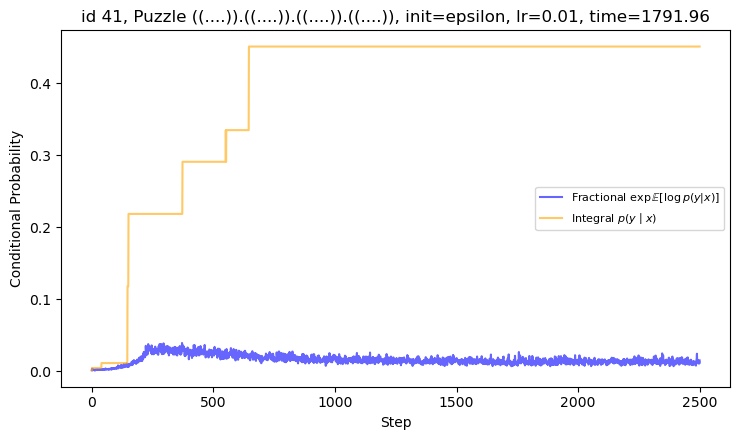 id 41, Puzzle ((....)).((....)).((....)).((....)), init=epsilon, lr=0.01, time=1791.96
Conditional Probability
0.4
0.3
0.2
0.1
0.0
Fractional exp𝔼[log p(y|x)]
Integral p(y | x)
0
500
1000
1500
2000
2500
Step